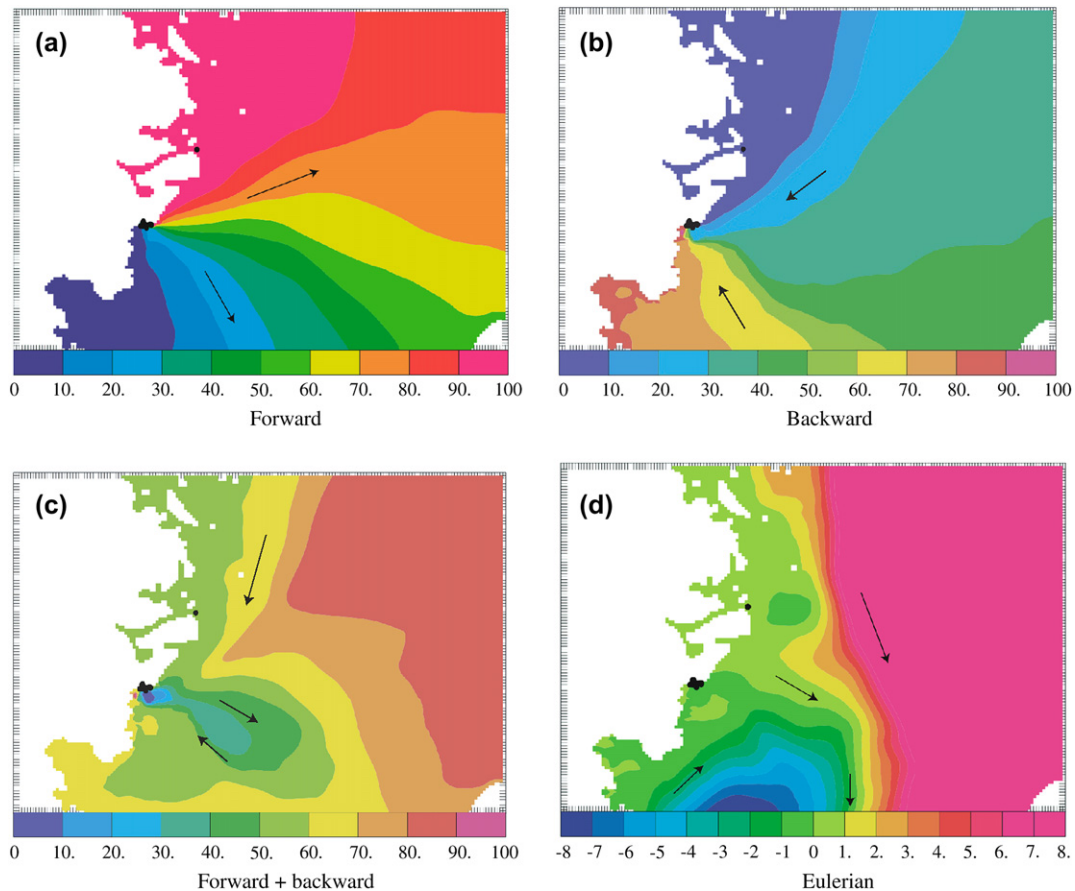 (a)
(b)
0 10. 20. 30. 40. 50. 60. 70. 80. 90. 100
Forward
0 10. 20. 30. 40. 50. 60. 70. 80. 90. 100
Backward
(c)
(d)
0 10. 20. 30. 40. 50. 60. 70. 80. 90. 100
Forward + backward
-8 -7 -6 -5 -4 -3 -2 -1 0 1. 2. 3. 4. 5. 6. 7. 8.
Eulerian